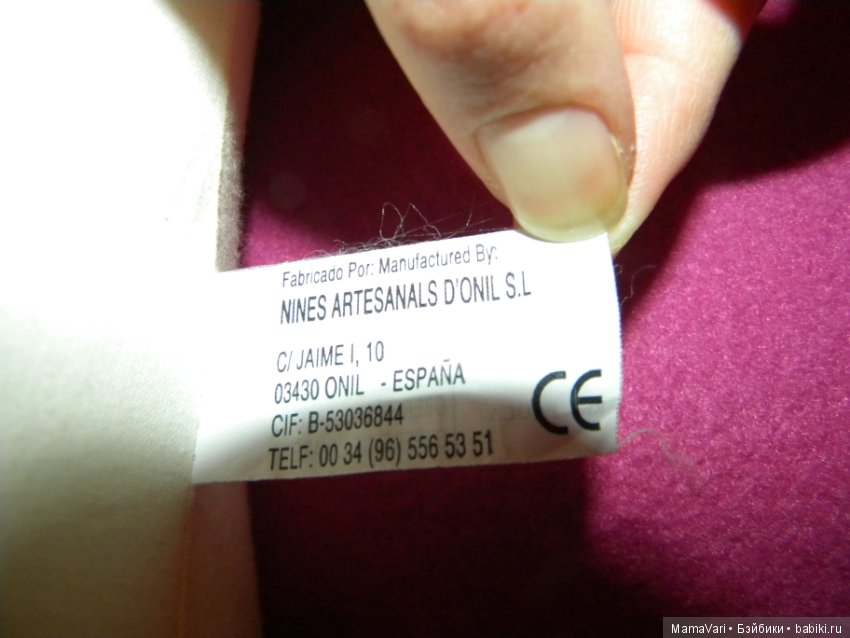 Fabricado Por: Manufactured By:
NINES ARTESANALS D'ONIL S.L
C/ JAIME I, 10
03430 ONIL - ESPAÑA
CIF: B-53036844
TELF: 00 34 (96) 556 53 51
CE
MamaVari • Бэйбики • babiki.ru